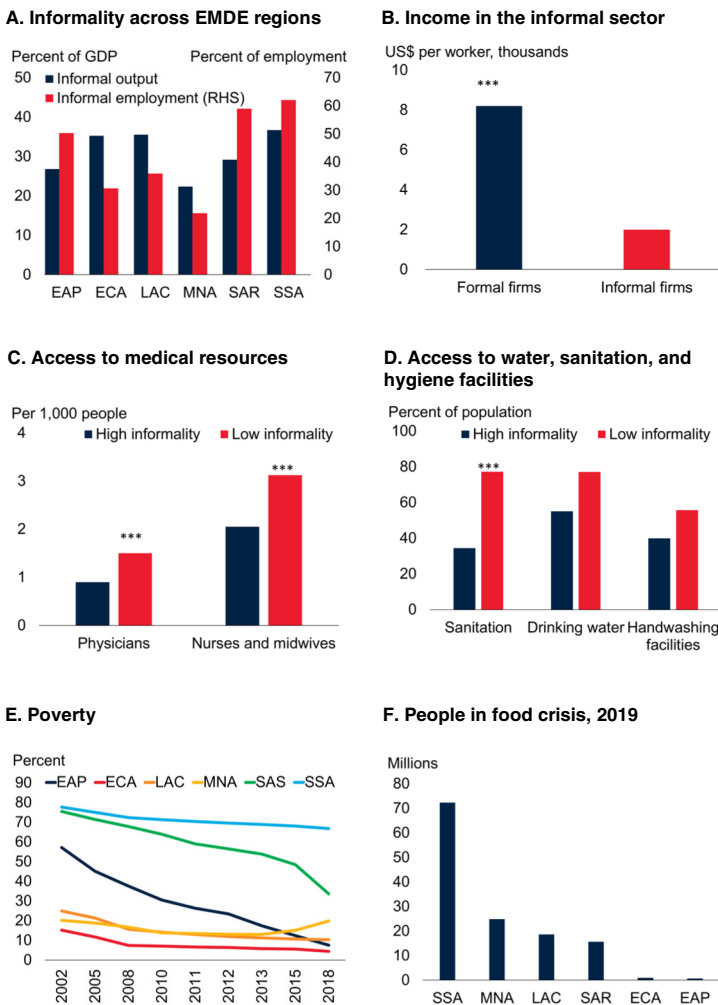 A. Informality across EMDE regions
Percent of GDP
Percent of employment
Informal output
Informal employment (RHS)
50
40
30
20
10
0
70
60
50
40
30
20
10
0
EAP ECA LAC MNA SAR SSA
B. Income in the informal sector
US$ per worker, thousands
10
8
6
4
2
0
***
Formal firms
Informal firms
C. Access to medical resources
Per 1,000 people
4
3
2
1
0
High informality
Low informality
***
***
Physicians
Nurses and midwives
D. Access to water, sanitation, and
hygiene facilities
Percent of population
100
80
60
40
20
0
High informality
Low informality
***
Sanitation
Drinking water
Handwashing
facilities
E. Poverty
Percent
90
80
70
60
50
40
30
20
10
0
EAP ECA LAC MNA SAS SSA
2002 2005 2008 2010 2011 2012 2013 2015 2018
F. People in food crisis, 2019
Millions
80
70
60
50
40
30
20
10
0
SSA MNA LAC SAR ECA EAP